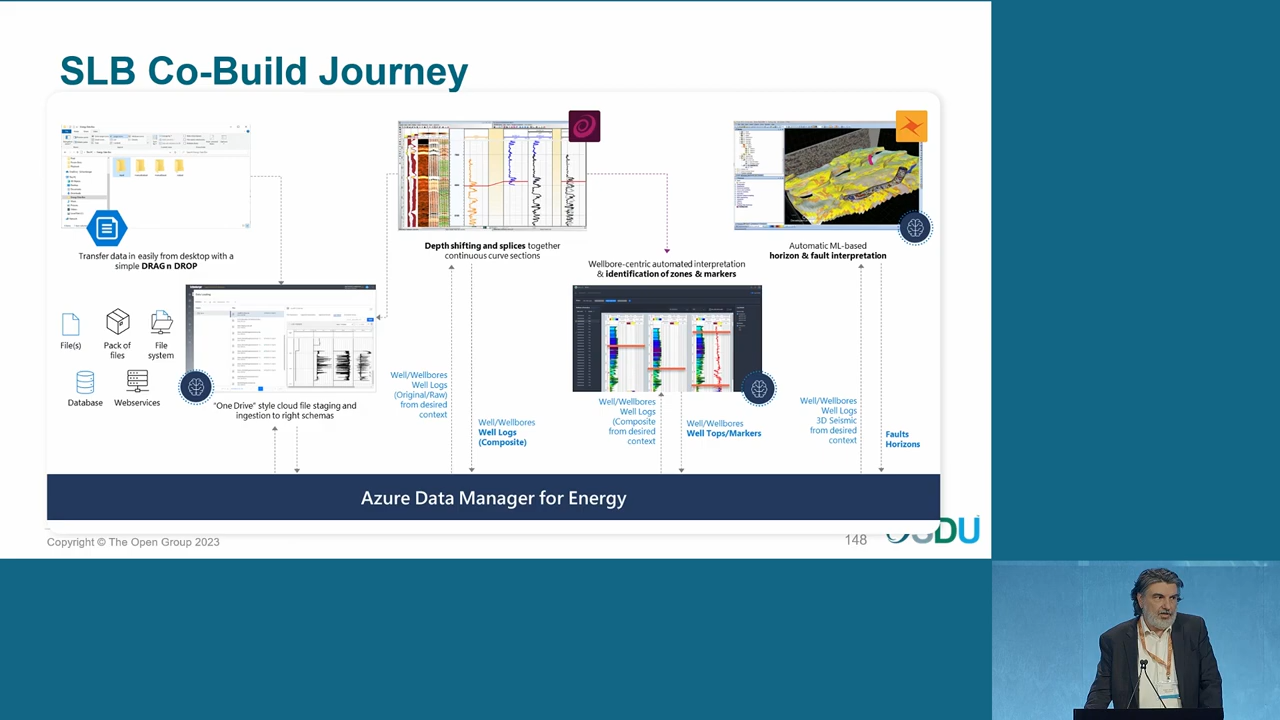 SLB Co-Build Journey
Transfer data in easily from desktop with a
simple DRAG n DROP
File(s)
Pack of
files
File
system
Database
Webservices
"One Drive" style cloud file staging and
ingestion to right schemas
Depth shifting and splices together
continuous curve sections
Well/Wellbores
Well Logs
(Original/Raw)
from desired
context
Well/Wellbores
Well Logs
(Composite)
Wellbore-centric automated interpretation
& identification of zones & markers
Well/Wellbores
Well Logs
(Composite
from desired
context
Well/Wellbores
Well Tops/Markers
Automatic ML-based
horizon & fault interpretation
Well/Wellbores
Well Logs
3D Seismic
from desired
context
Faults
Horizons
Azure Data Manager for Energy
Copyright © The Open Group 2023
148
OSDU